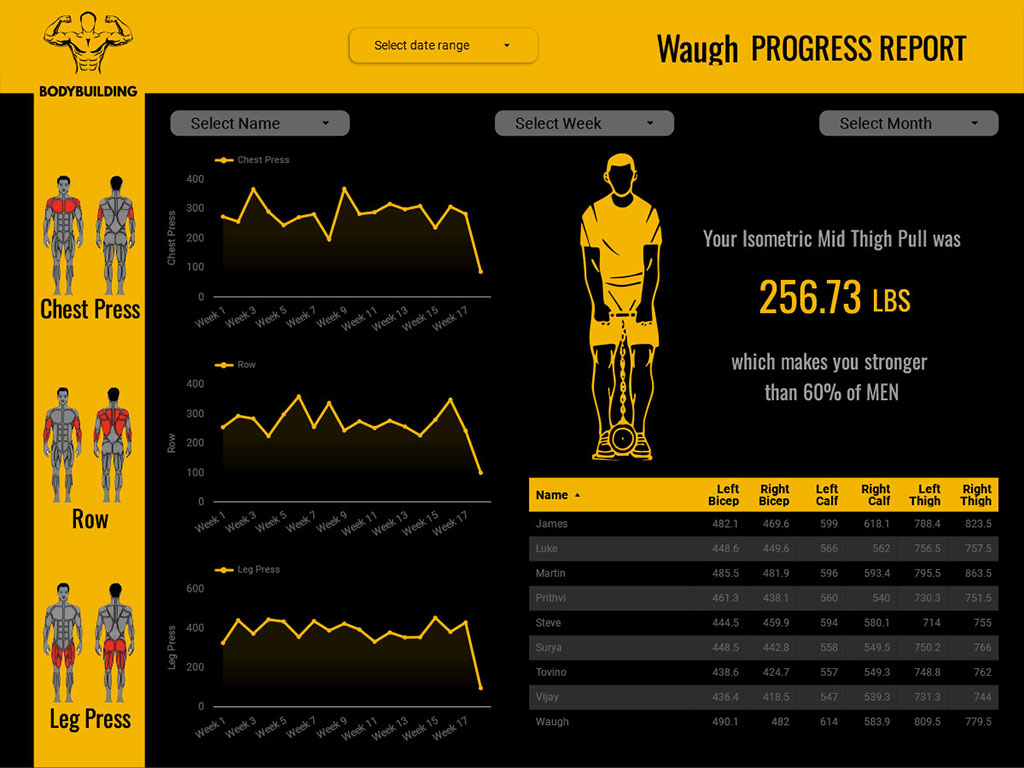 BODYBUILDING
Select date range
Waugh PROGRESS REPORT
Select Name
Select Week
Select Month
Chest Press
Row
Leg Press
Chest Press
Chest Press
400
300
200
100
0
Week 1 Week 3 Week 5 Week 7 Week 9 Week 11 Week 13 Week 15 Week 17
Row
Row
400
300
200
100
0
Week 1 Week 3 Week 5 Week 7 Week 9 Week 11 Week 13 Week 15 Week 17
Leg Press
Leg Press
600
400
200
0
Week 1 Week 3 Week 5 Week 7 Week 9 Week 11 Week 13 Week 15 Week 17
Your Isometric Mid Thigh Pull was
256.73 LBS
which makes you stronger
than 60% of MEN
Name Left Bicep Right Bicep Left Calf Right Calf Left Thigh Right Thigh
James 482.1 469.6 599 618.1 788.4 823.5
Luke 448.6 449.6 566 562 756.5 757.5
Martin 485.5 481.9 596 593.4 795.5 863.5
Prithvi 461.3 438.1 560 540 730.3 751.5
Steve 444.5 459.9 594 580.1 714 755
Surya 448.5 442.8 558 549.5 750.2 766
Tovino 438.6 424.7 557 549.3 748.8 762
Vijay 436.4 418.5 547 539.3 731.3 744
Waugh 490.1 482 614 583.9 809.5 779.5